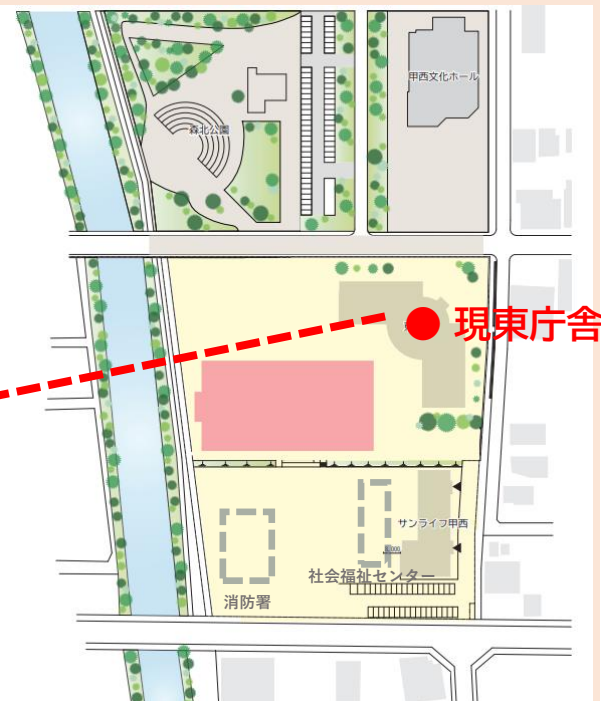 甲西文化ホール
森北公園
現東庁舎
サンライフ甲西
社会福祉センター
消防署